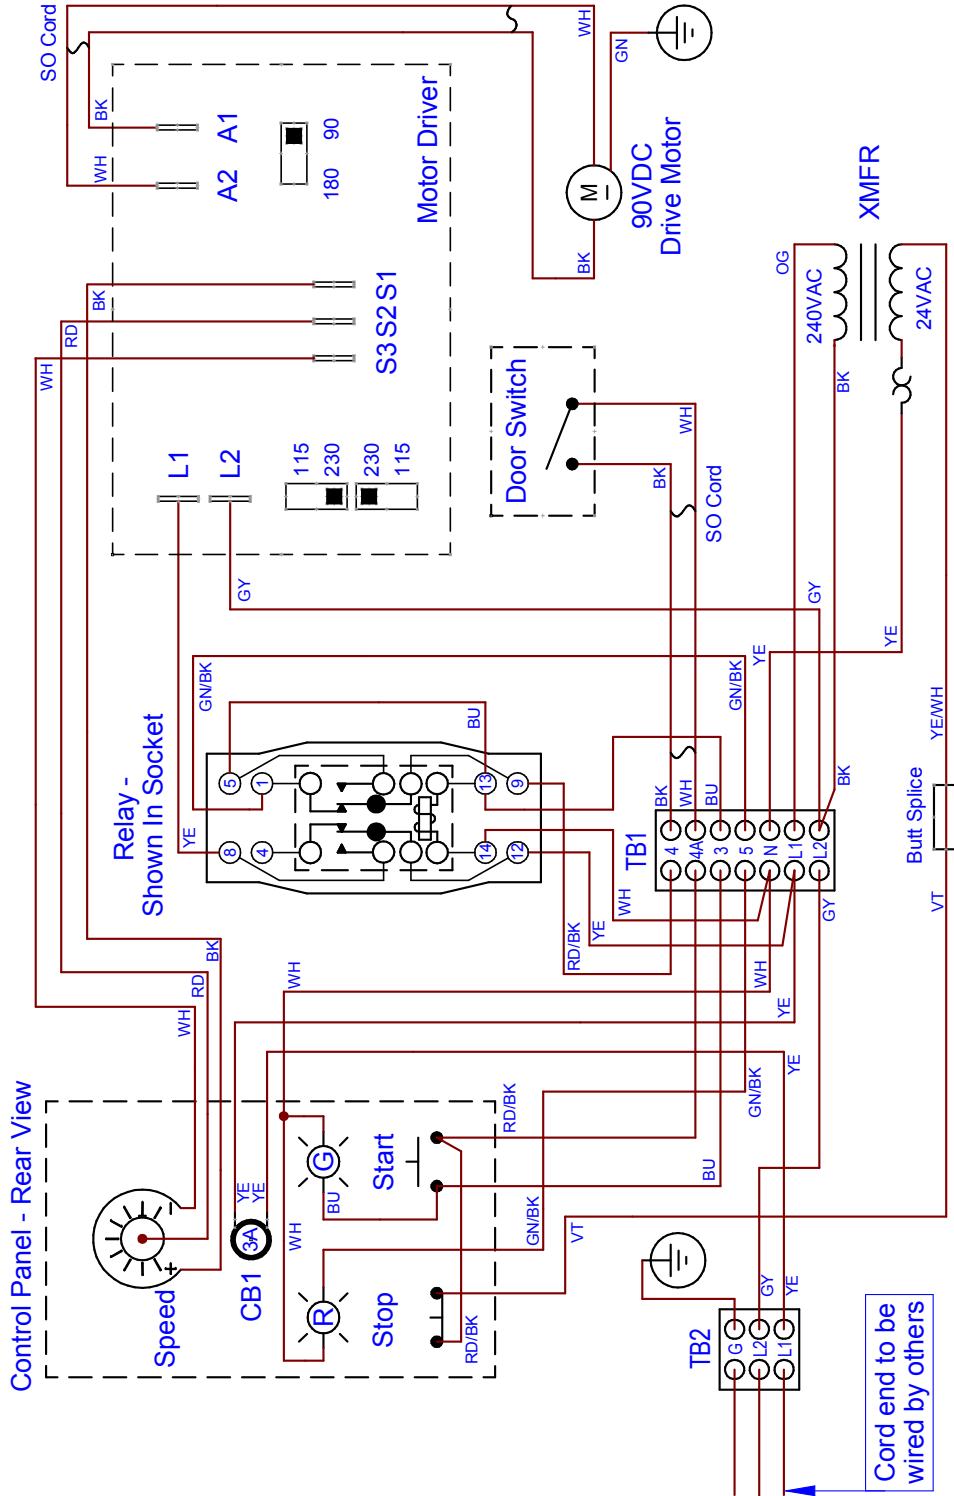 Control Panel - Rear View
Speed
+
–
CB1
3A
YE
YE
WH
RD
BK
WH
WH
R
G
BU
Stop
Start
RD/BK
RD/BK
GN/BK
VT
Relay -
Shown In Socket
YE
GN/BK
BU
8
4
5
1
14
12
13
9
RD/BK
YE
WH
WH
YE
YE
GN/BK
BU
GY
TB1
4
4A
3
5
N
L1
L2
BK
WH
BU
GN/BK
YE
GY
BK
SO Cord
BK
WH
Door Switch
L1
L2
GY
115
230
230
115
S3
S2
S1
WH
RD
BK
A2
A1
WH
BK
SO Cord
180
90
Motor Driver
M
90VDC
Drive Motor
BK
WH
GN
XMFR
240VAC
24VAC
OG
BK
YE
YE/WH
Butt Splice
VT
TB2
G
L2
L1
GY
YE
Cord end to be
wired by others